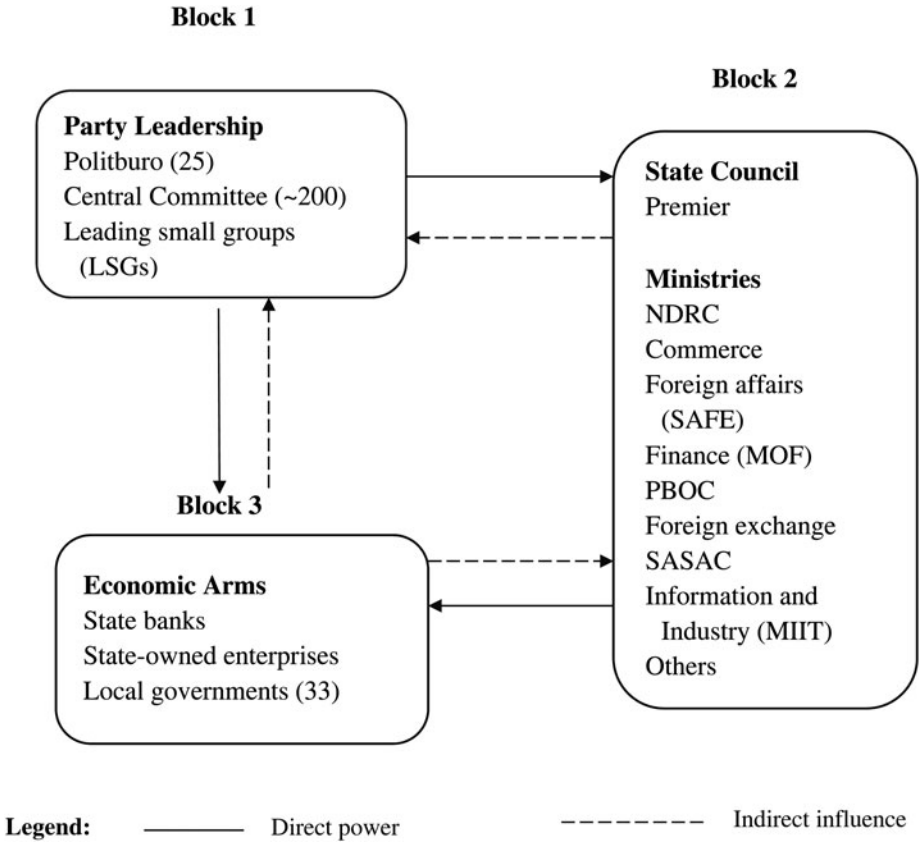 Block 1
Party Leadership
Politburo (25)
Central Committee (~200)
Leading small groups
(LSGs)
Block 2
State Council
Premier
Ministries
NDRC
Commerce
Foreign affairs
(SAFE)
Finance (MOF)
PBOC
Foreign exchange
SASAC
Information and
Industry (MIIT)
Others
Block 3
Economic Arms
State banks
State-owned enterprises
Local governments (33)
Legend:
Direct power
Indirect influence